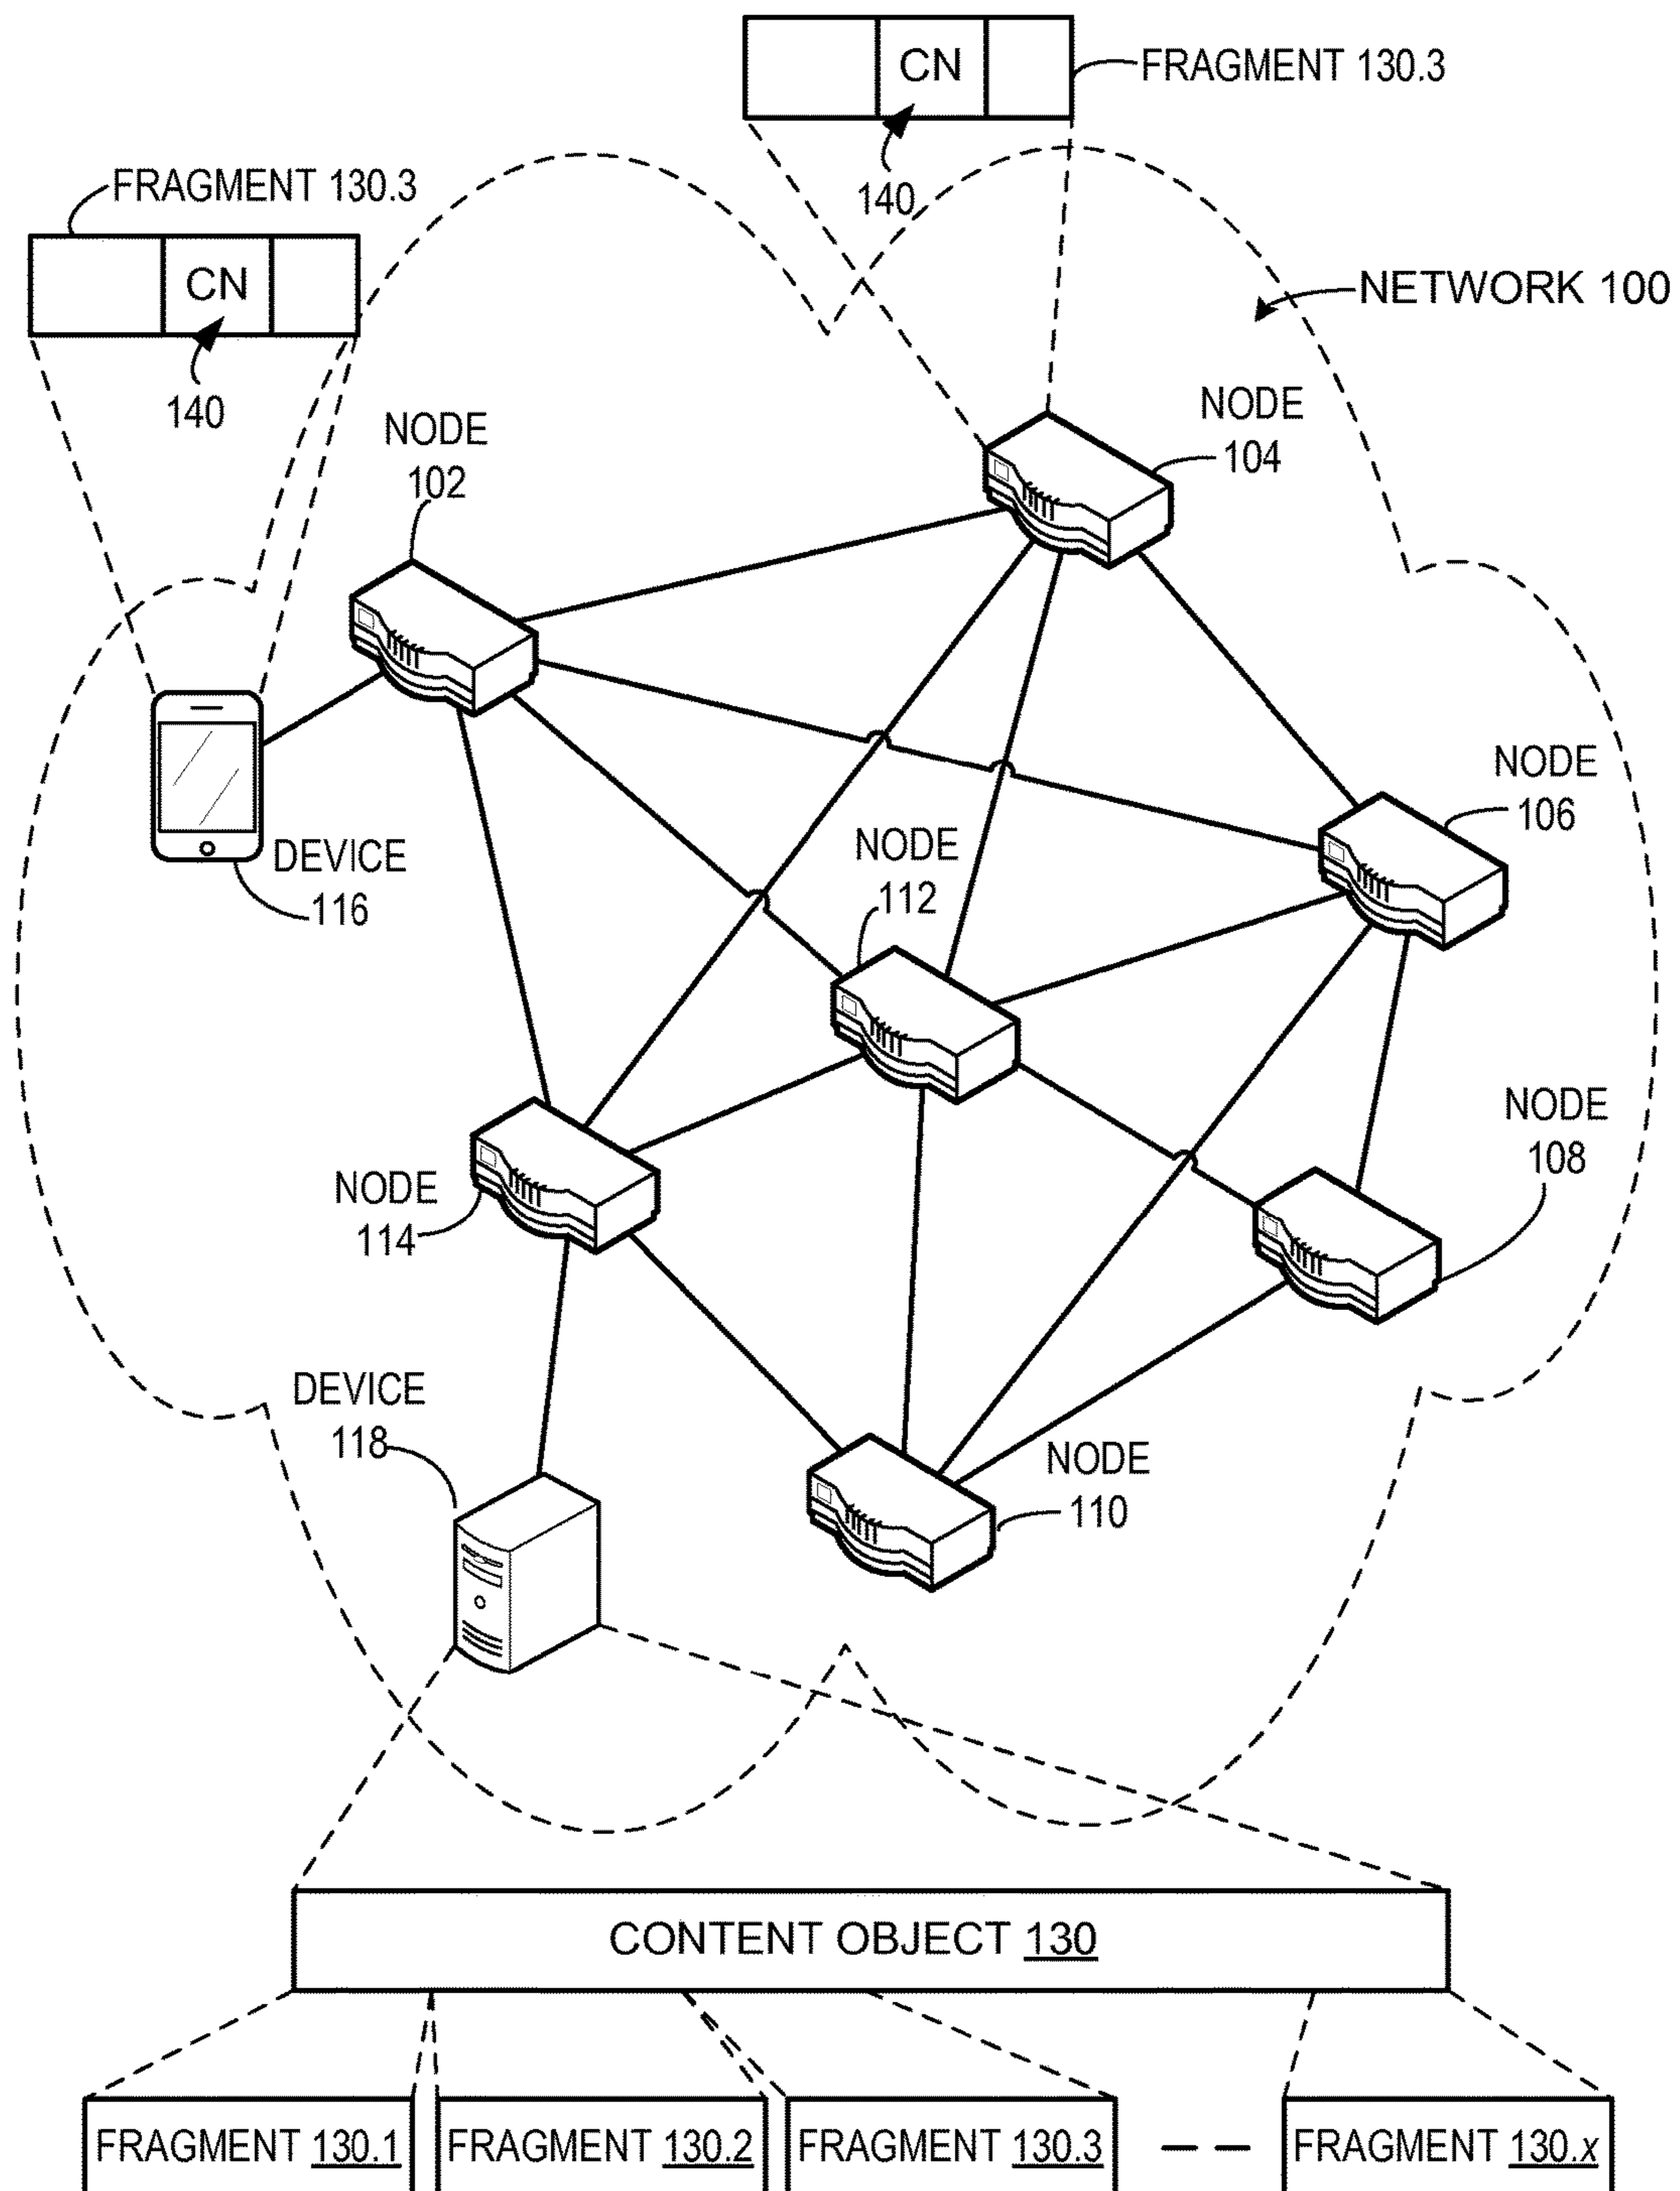 CN
FRAGMENT 130.3
140
FRAGMENT 130.3
CN
140
NETWORK 100
NODE
104
NODE
102
NODE
106
NODE
112
DEVICE
116
NODE
108
NODE
114
DEVICE
118
NODE
110
CONTENT OBJECT 130
FRAGMENT 130.1
FRAGMENT 130.2
FRAGMENT 130.3
FRAGMENT 130.x